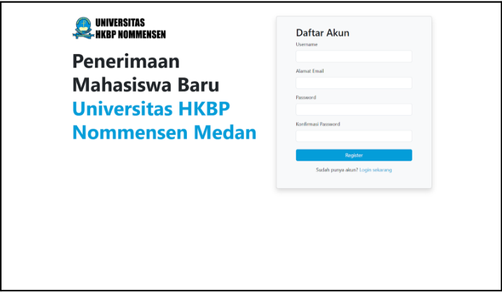 UNIVERSITAS
HKBP NOMMENSEN
Penerimaan
Mahasiswa Baru
Universitas HKBP
Nommensen Medan
Daftar Akun
Username
Alamat Email
Password
Konfirmasi Password
Register
Sudah punya akun? Login sekarang